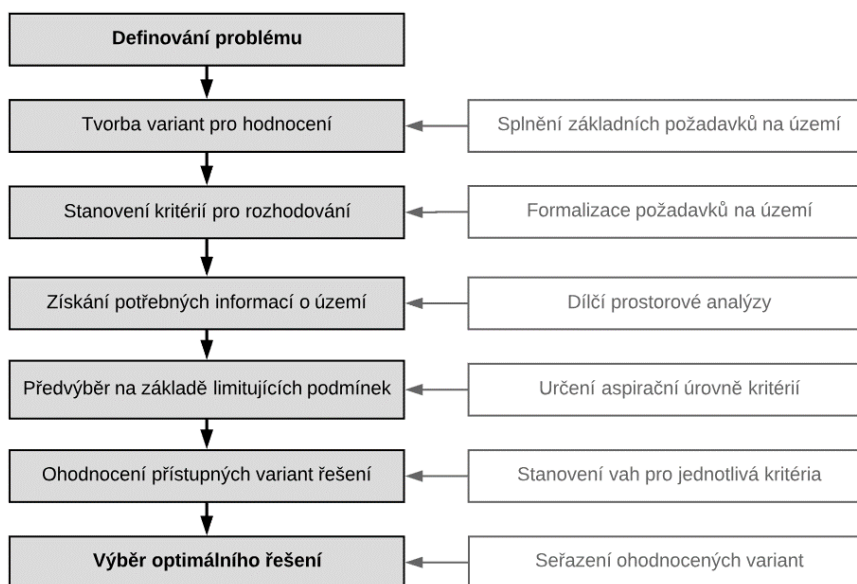 Definování problému
Tvorba variant pro hodnocení
Splnění základních požadavků na území
Stanovení kritérií pro rozhodování
Formalizace požadavků na území
Získání potřebných informací o území
Dílčí prostorové analýzy
Předvýběr na základě limitujících podmínek
Určení aspirační úrovně kritérií
Ohodnocení přístupných variant řešení
Stanovení vah pro jednotlivá kritéria
Výběr optimálního řešení
Seřazení ohodnocených variant